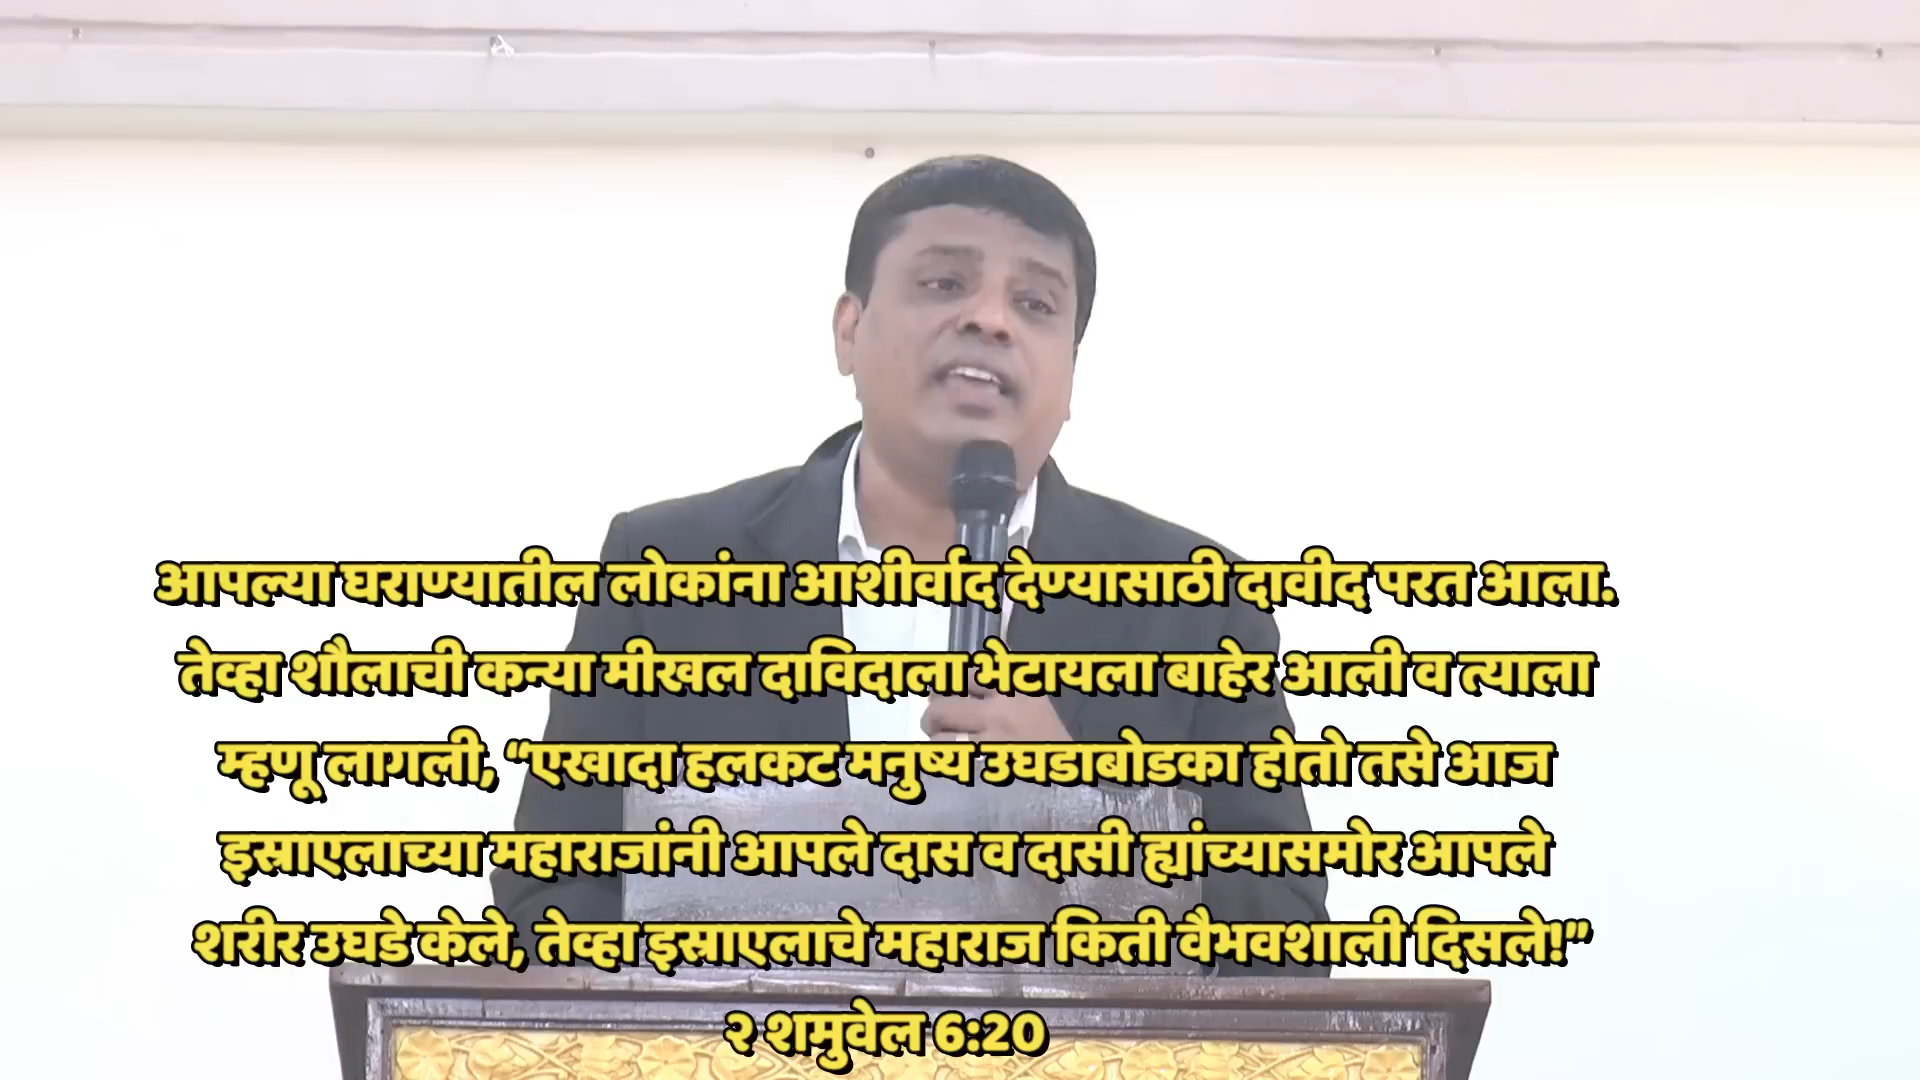 आपल्या घराण्यातील लोकांना आशीर्वाद देण्यासाठी दावीद परत आला.
तेव्हा शौलाची कन्या मीखल दाविदाला भेटायला बाहेर आली व त्याला
म्हणू लागली, “एखादा हलकट मनुष्य उघडाबोडका होतो तसे आज
इस्राएलाच्या महाराजांनी आपले दास व दासी ह्यांच्यासमोर आपले
शरीर उघडे केले, तेव्हा इस्राएलाचे महाराज किती वैभवशाली दिसले!”
२ शमुवेल 6:20